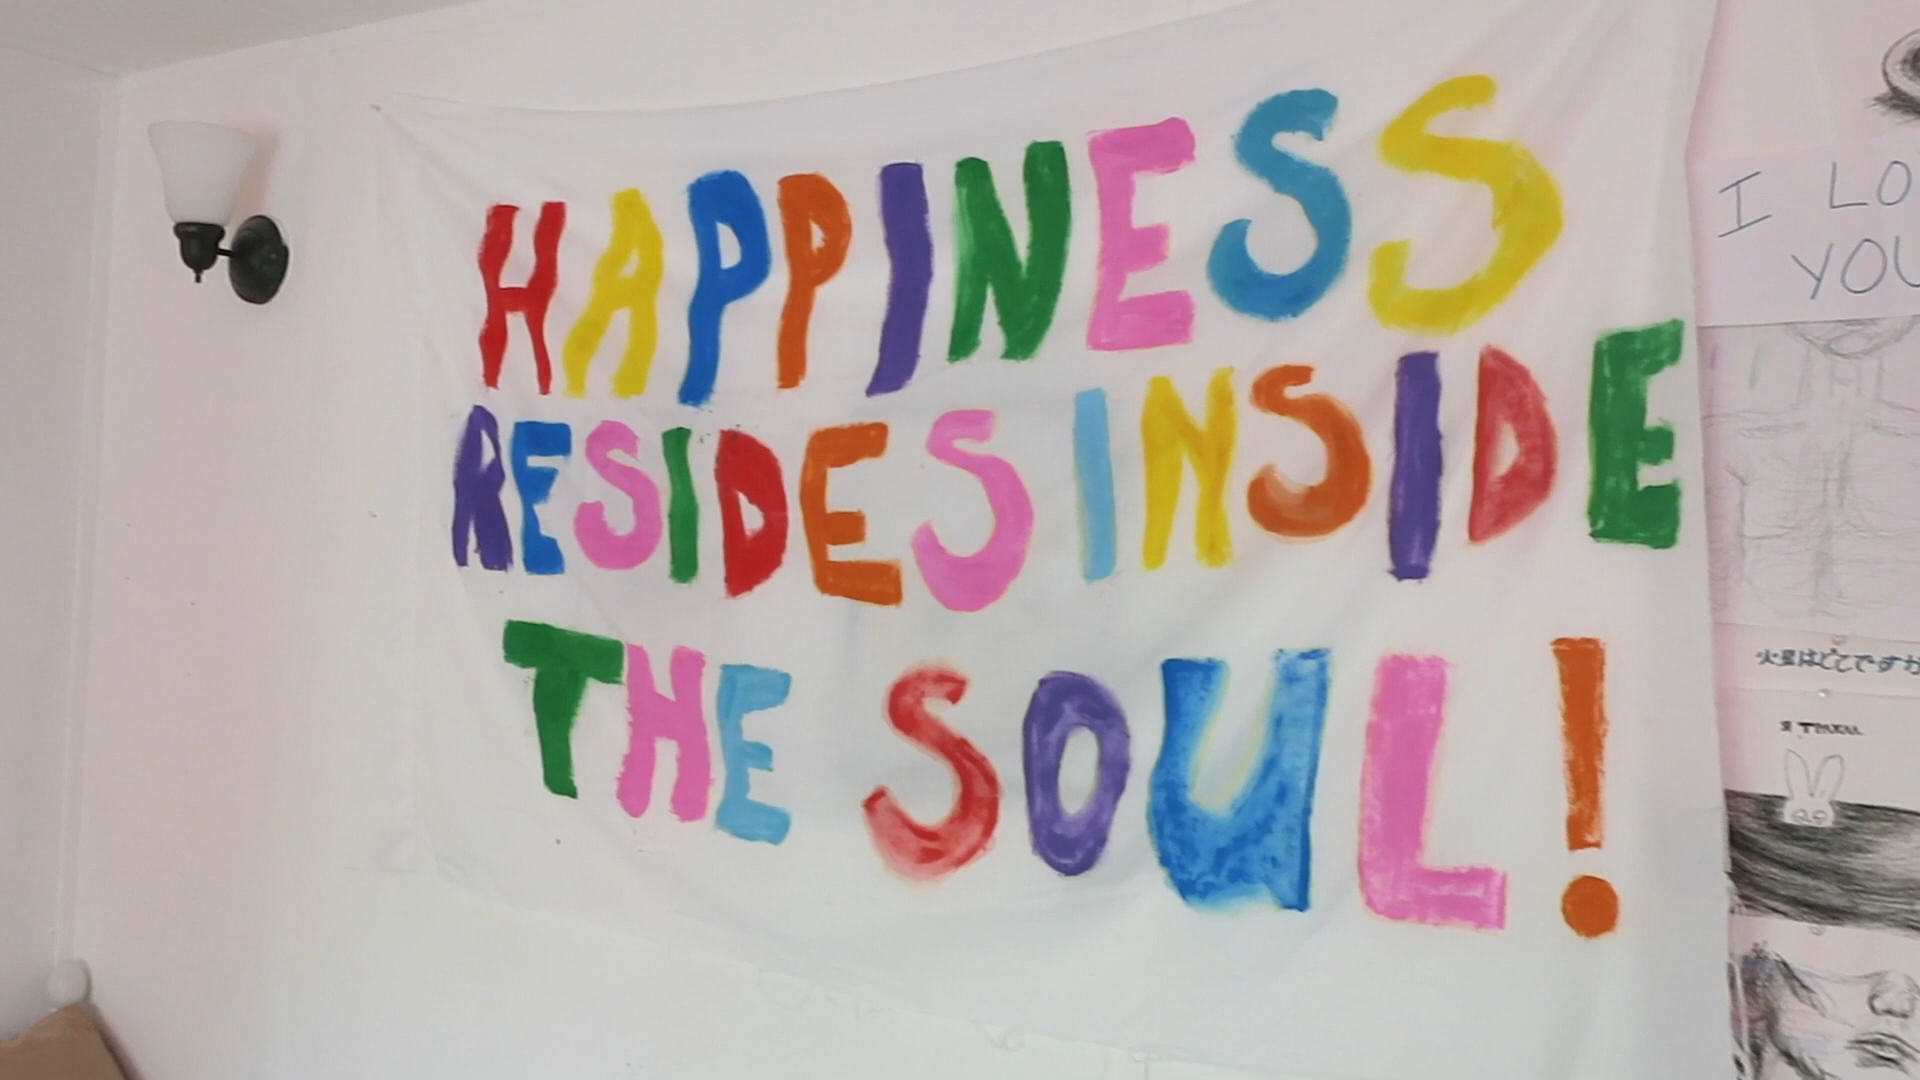 HAPPINESS
RESIDES INSIDE
THE SOUL!
I LO
YOU
火星はどこですか